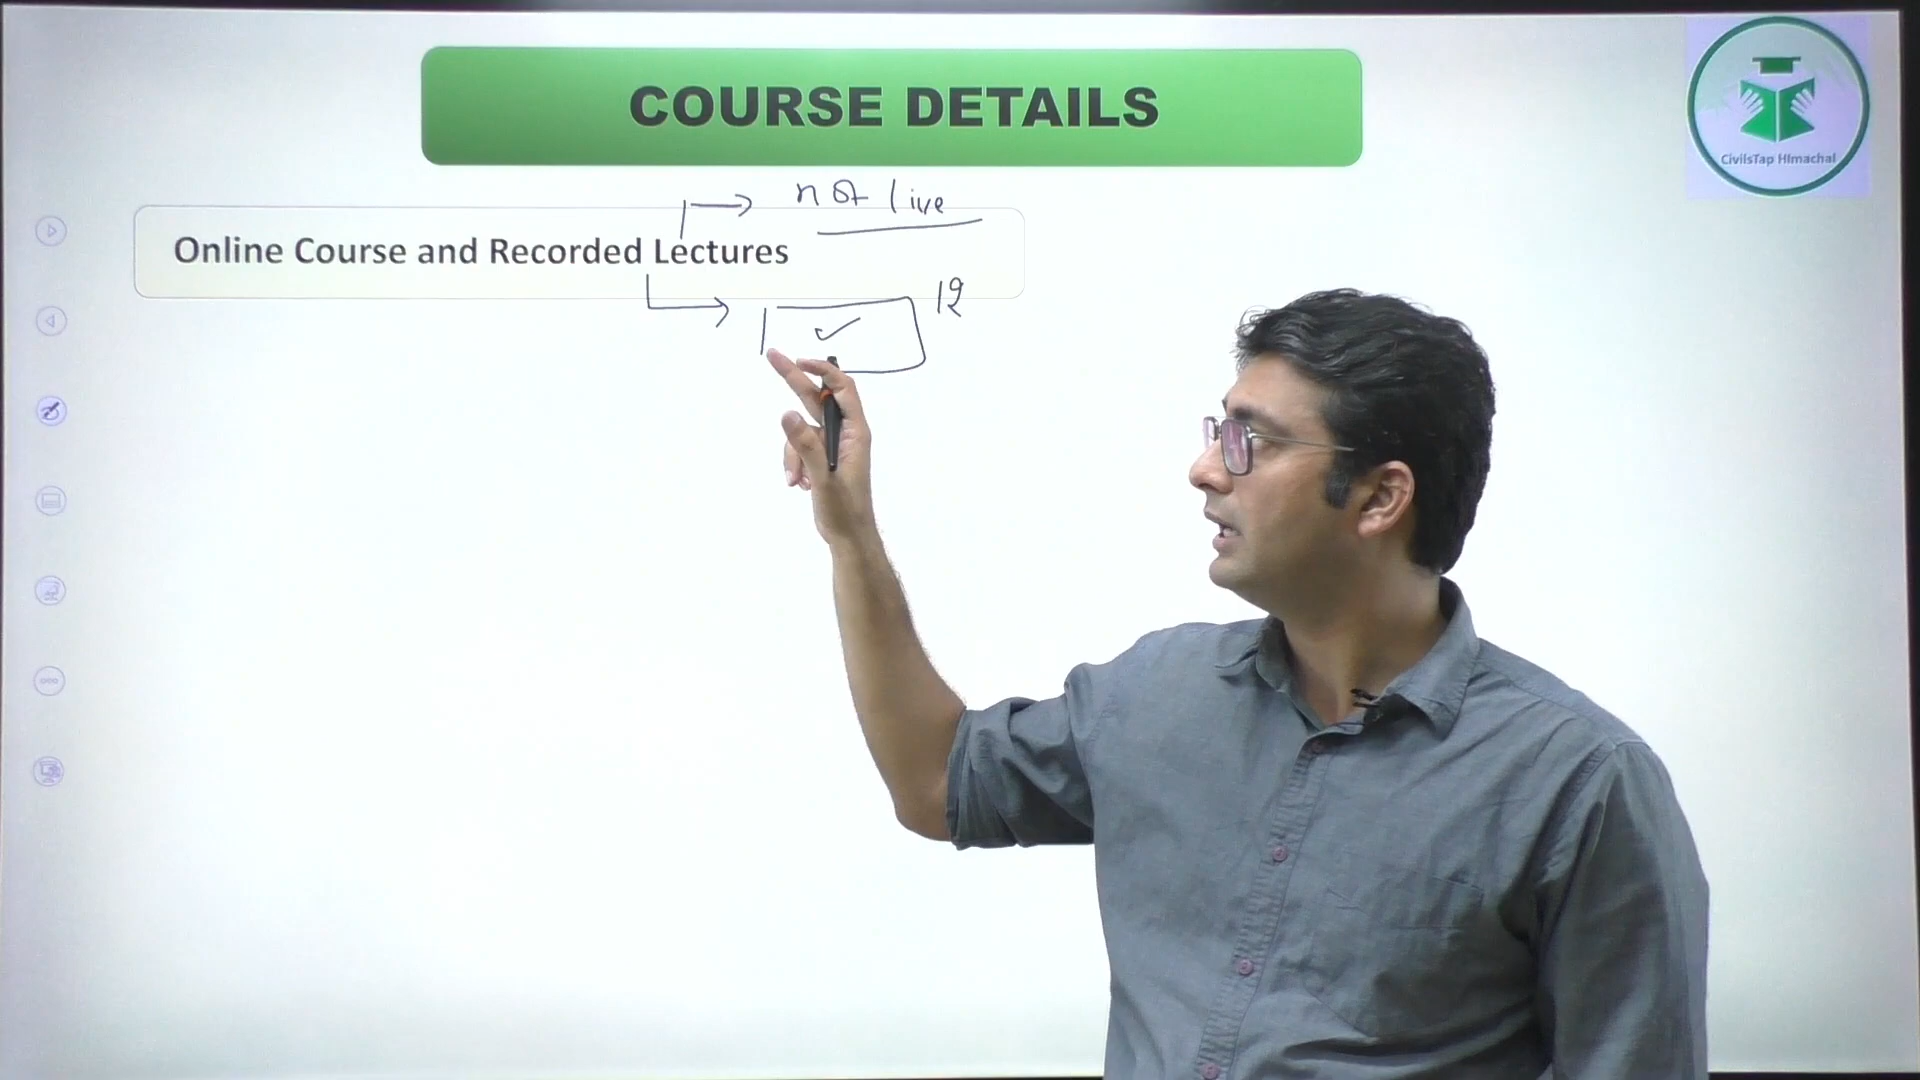 COURSE DETAILS
CivilsTap HImachal
not live
Online Course and Recorded Lectures
12